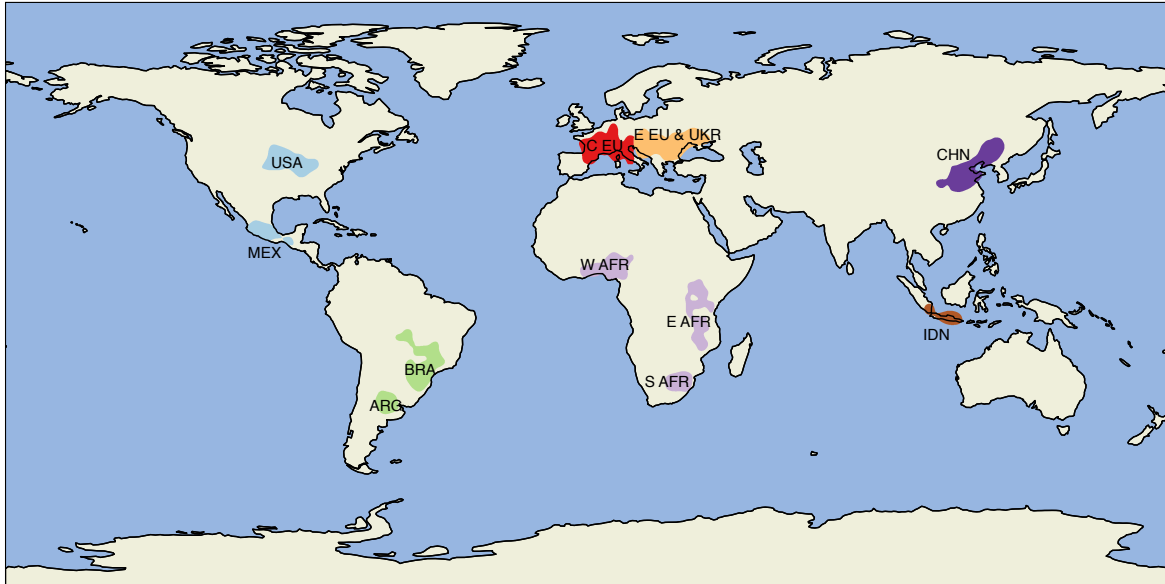 C EU
E EU & UKR
USA
CHN
MEX
W AFR
E AFR
IDN
BRA
S AFR
ARG